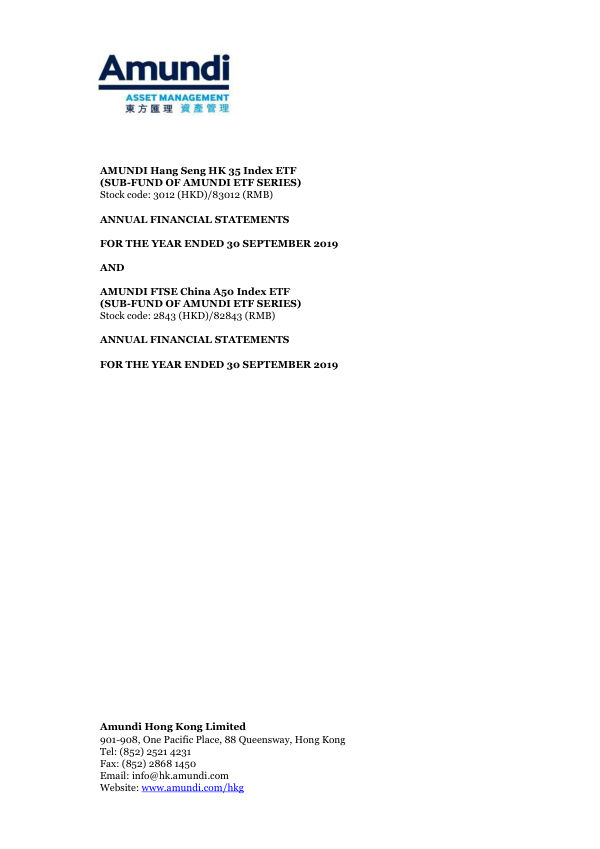 Amundi
ASSET MANAGEMENT
東方匯理 資產管理
AMUNDI Hang Seng HK 35 Index ETF
(SUB-FUND OF AMUNDI ETF SERIES)
Stock code: 3012 (HKD)/83012 (RMB)
ANNUAL FINANCIAL STATEMENTS
FOR THE YEAR ENDED 30 SEPTEMBER 2019
AND
AMUNDI FTSE China A50 Index ETF
(SUB-FUND OF AMUNDI ETF SERIES)
Stock code: 2843 (HKD)/82843 (RMB)
ANNUAL FINANCIAL STATEMENTS
FOR THE YEAR ENDED 30 SEPTEMBER 2019
Amundi Hong Kong Limited
901-908, One Pacific Place, 88 Queensway, Hong Kong
Tel: (852) 2521 4231
Fax: (852) 2868 1450
Email: info@hk.amundi.com
Website: www.amundi.com/hkg